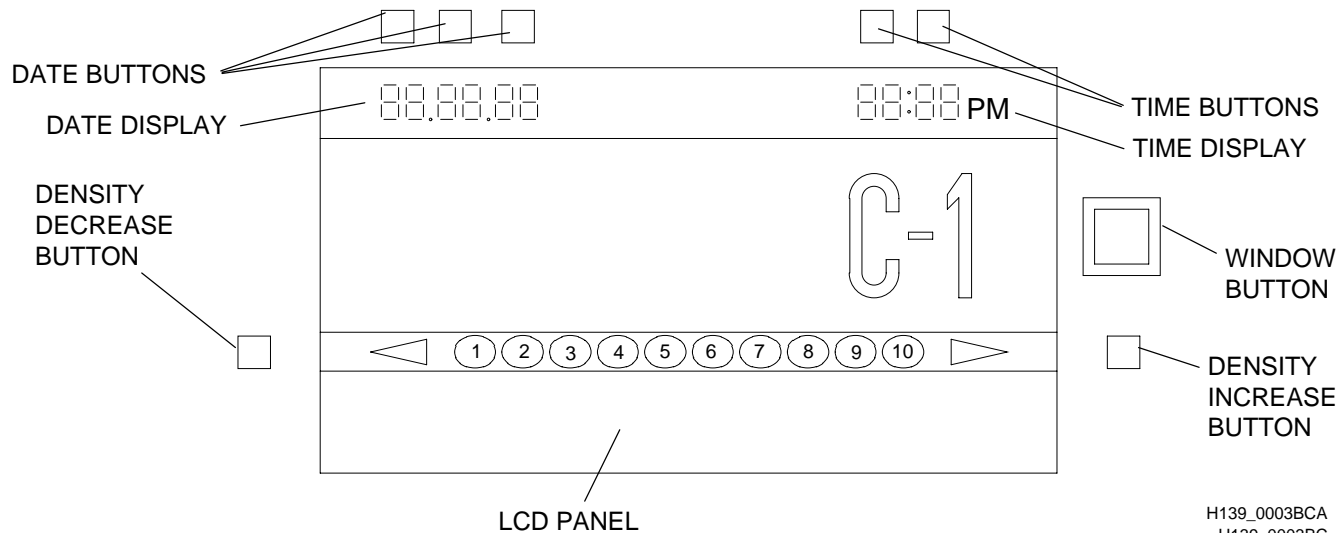 DATE BUTTONS
DATE DISPLAY
88.88.88
88:88 PM
TIME BUTTONS
TIME DISPLAY
DENSITY
DECREASE
BUTTON
C-1
WINDOW
BUTTON
1 2 3 4 5 6 7 8 9 10
DENSITY
INCREASE
BUTTON
LCD PANEL
H139_0003BCA